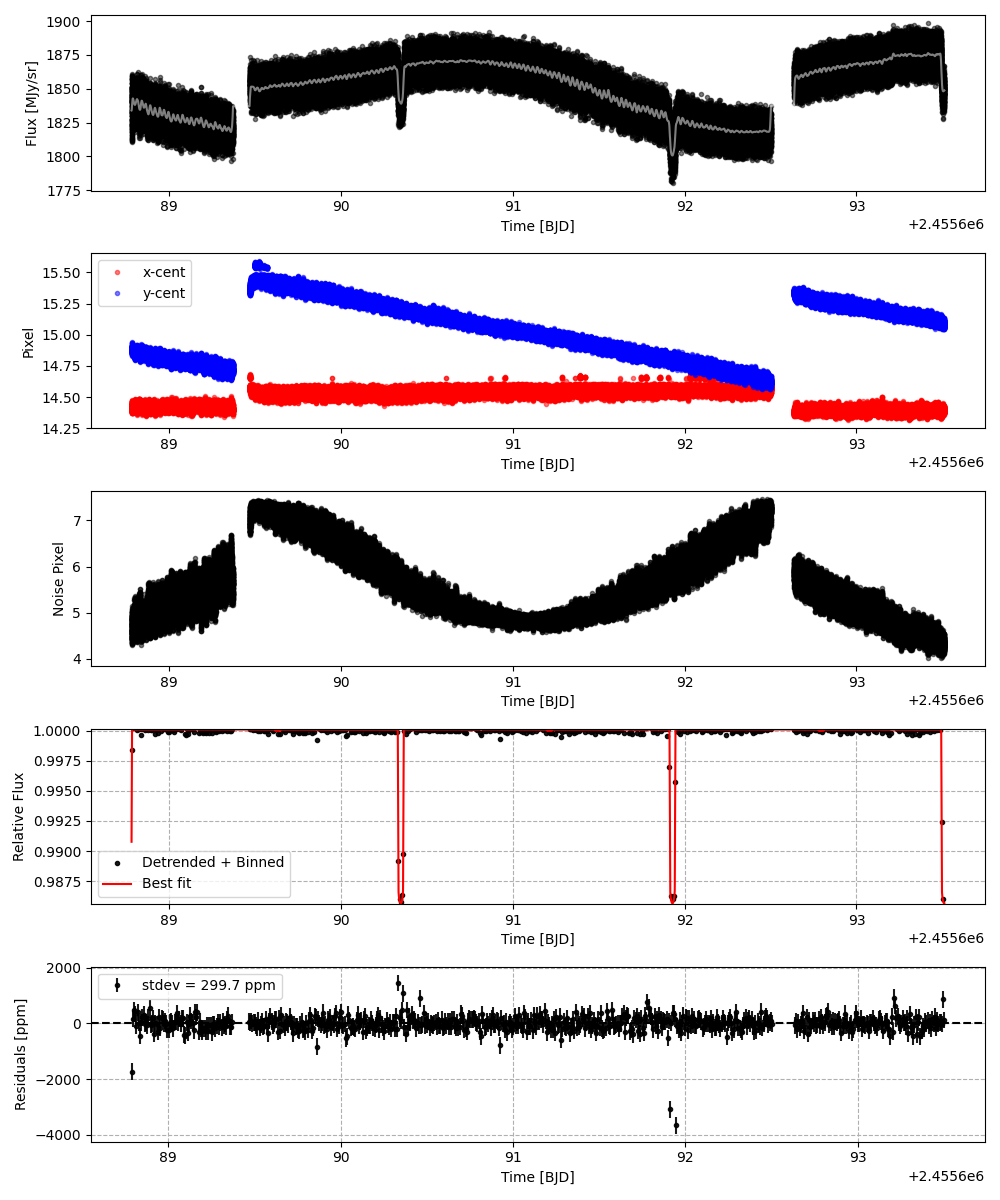 1900
1875
1850
1825
1800
1775
Flux [MJy/sr]
89 90 91 92 93
Time [BJD]
+2.4556e6
x-cent
y-cent
15.50
15.25
15.00
14.75
14.50
14.25
Pixel
89 90 91 92 93
Time [BJD]
+2.4556e6
7
6
5
4
Noise Pixel
89 90 91 92 93
Time [BJD]
+2.4556e6
1.0000
0.9975
0.9950
0.9925
0.9900
0.9875
Relative Flux
Detrended + Binned
Best fit
89 90 91 92 93
Time [BJD]
+2.4556e6
2000
0
−2000
−4000
Residuals [ppm]
stdev = 299.7 ppm
89 90 91 92 93
Time [BJD]
+2.4556e6